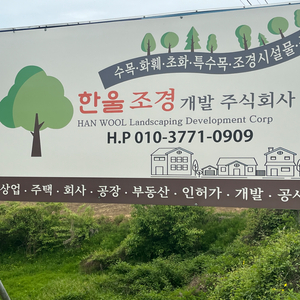 수목·화훼·초화·특수목·조경시설물
한울 조경 개발 주식회사
HAN WOOL Landscaping Development Corp
H.P 010-3771-0909
상업 · 주택 · 회사 · 공장 · 부동산 · 인허가 · 개발 · 공사